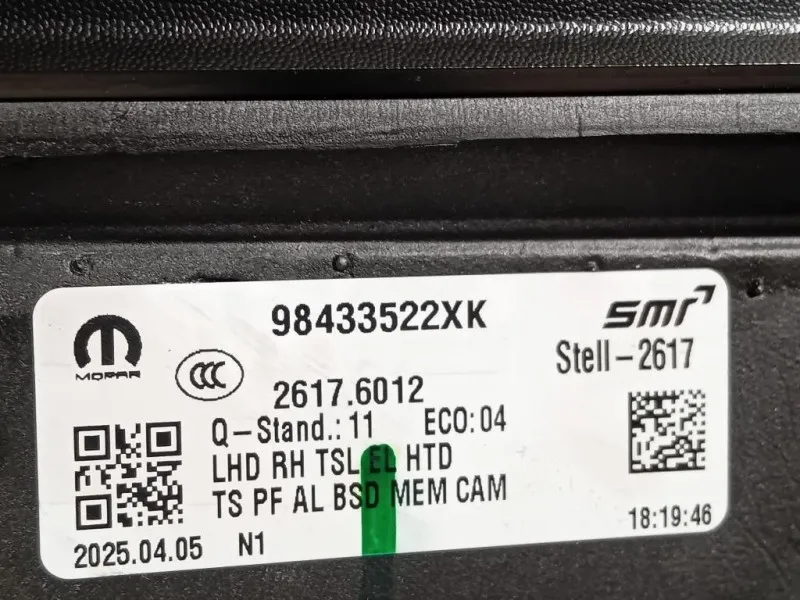 MOPAR
CCC
98433522XK
smr
Stell-2617
2617.6012
Q-Stand.: 11 ECO:04
LHD RH TSL EL HTD
TS PF AL BSD MEM CAM
2025.04.05 N1
18:19:46